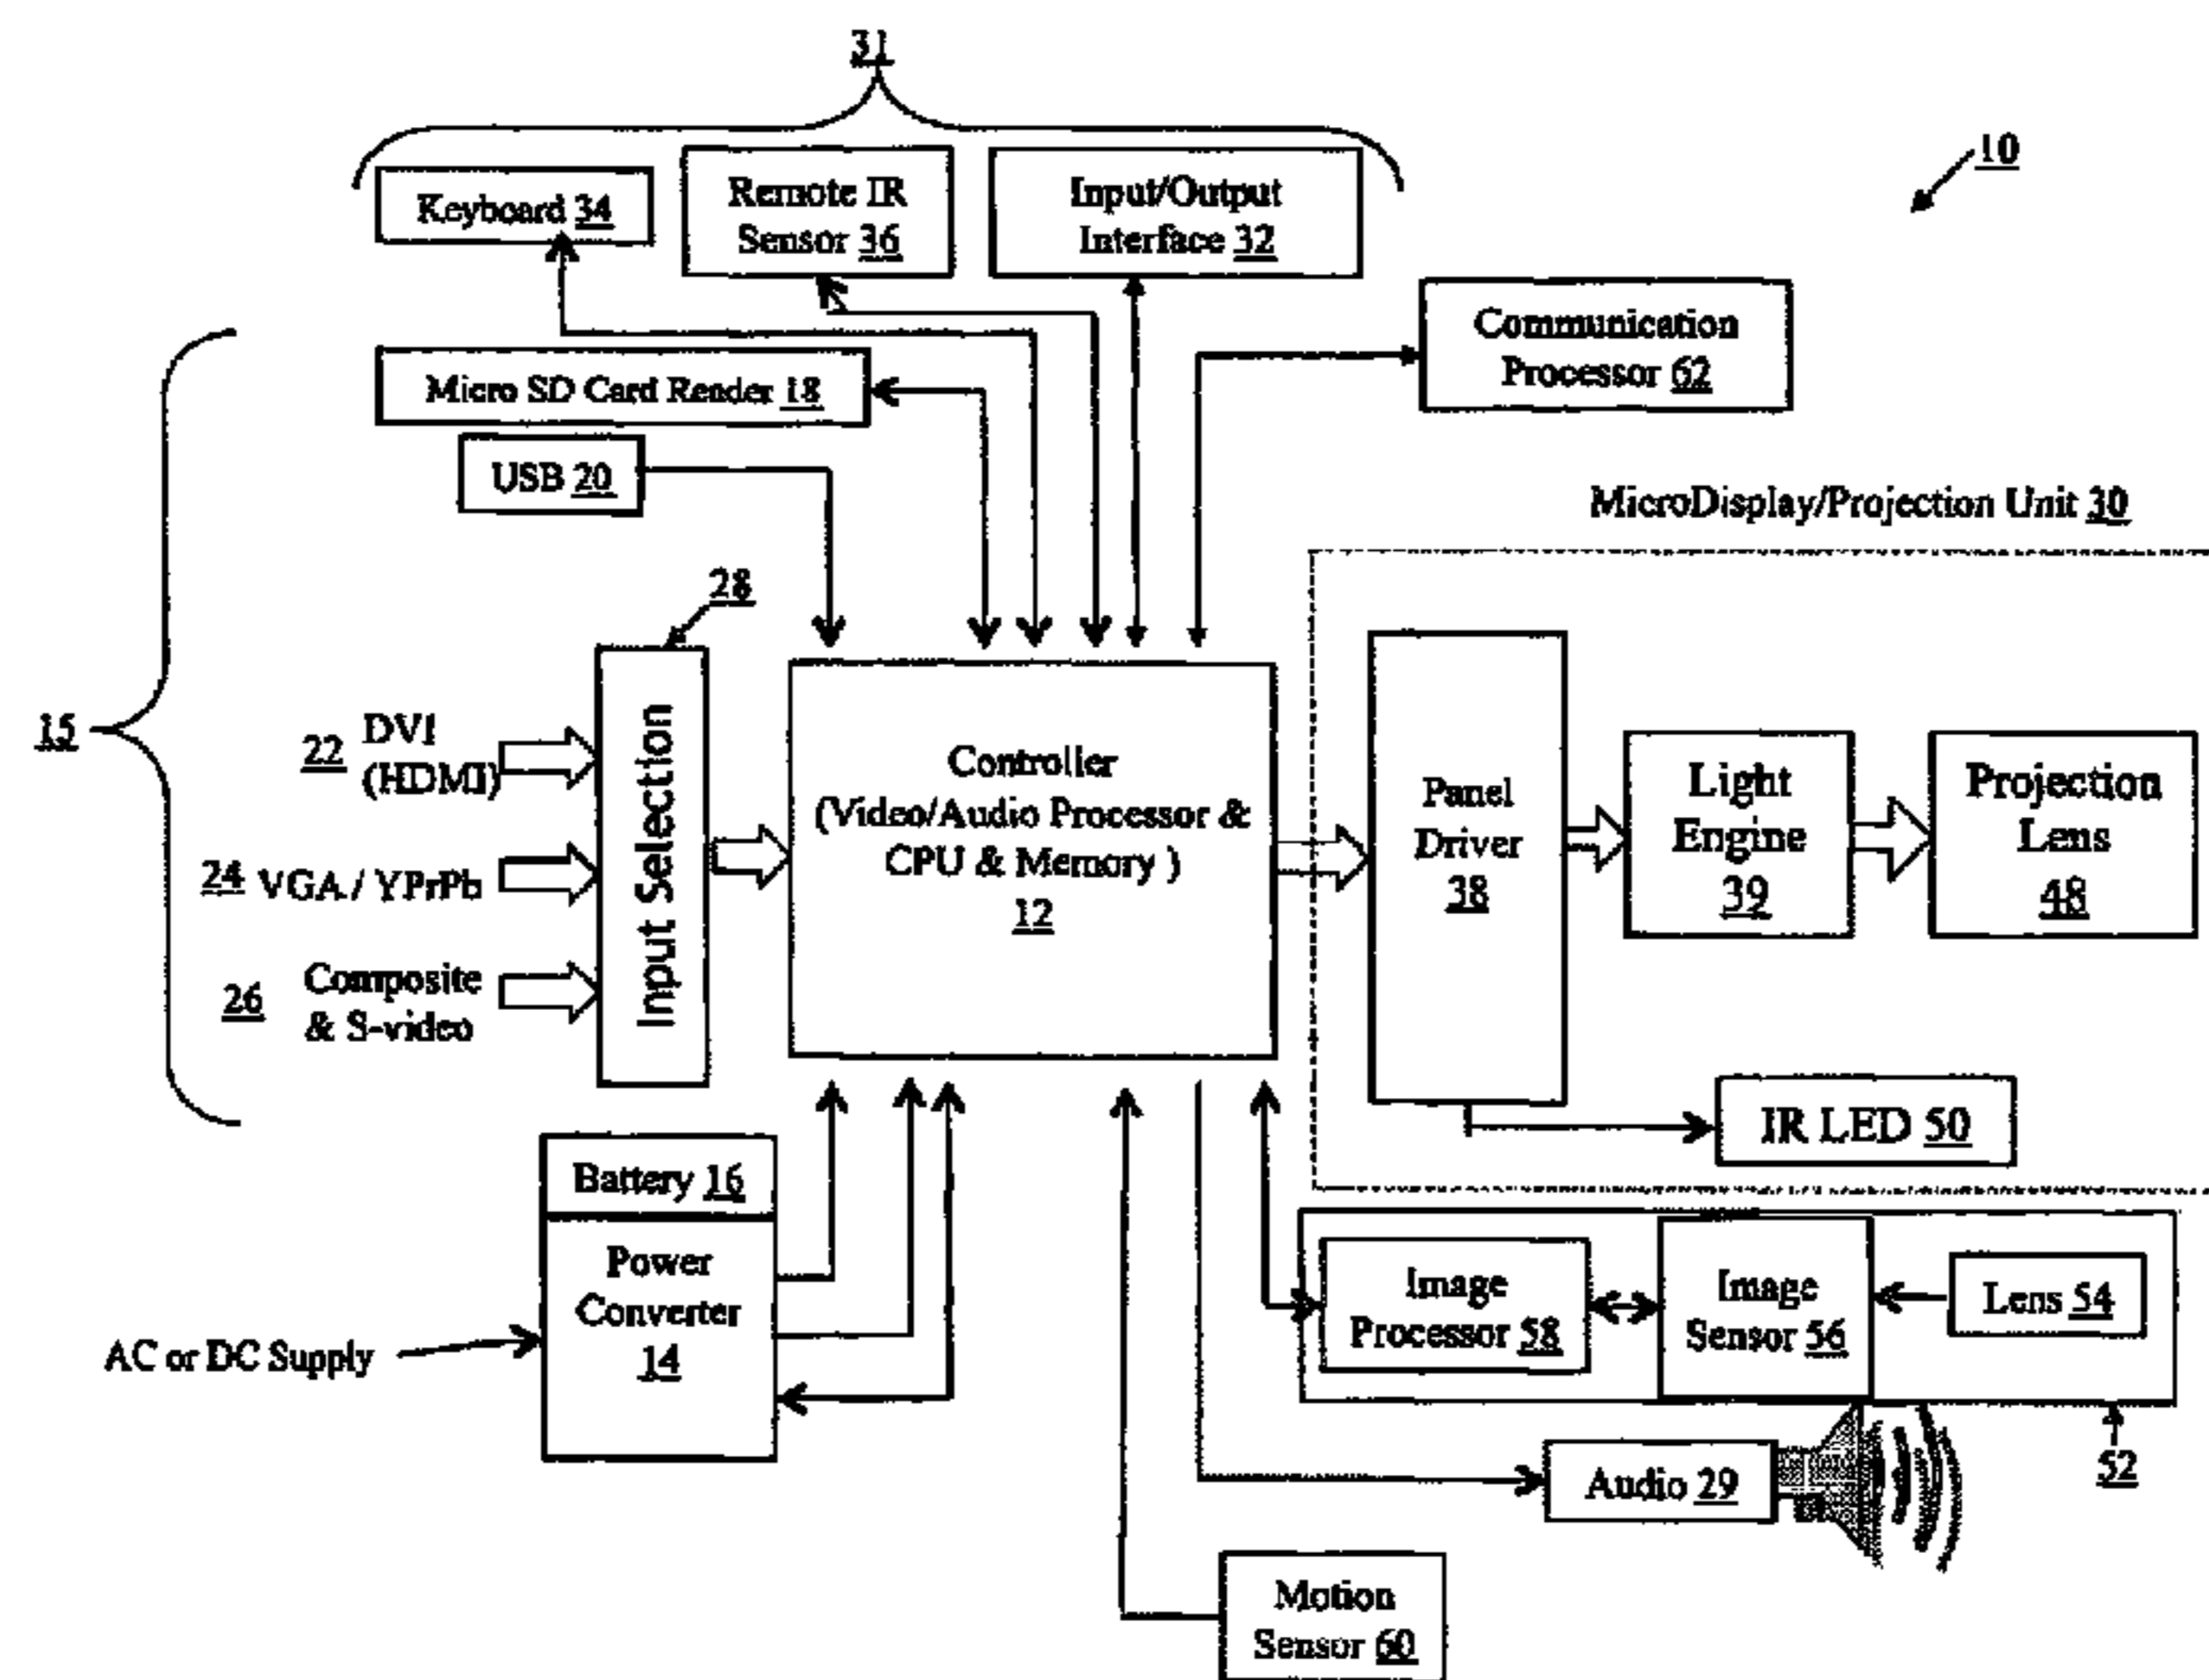 31
10
Keyboard 34
Remote IR
Sensor 36
Input/Output
Interface 32
Communication
Processor 62
Micro SD Card Reader 18
USB 20
MicroDisplay/Projection Unit 30
28
15
22 DVI
(HDMI)
24 VGA / YPrPb
26 Composite
& S-video
Input Selection
Controller
(Video/Audio Processor &
CPU & Memory )
12
Panel
Driver
38
Light
Engine
39
Projection
Lens
48
IR LED 50
Battery 16
Power
Converter
14
AC or DC Supply
Image
Processor 58
Image
Sensor 56
Lens 54
52
Audio 29
Motion
Sensor 60